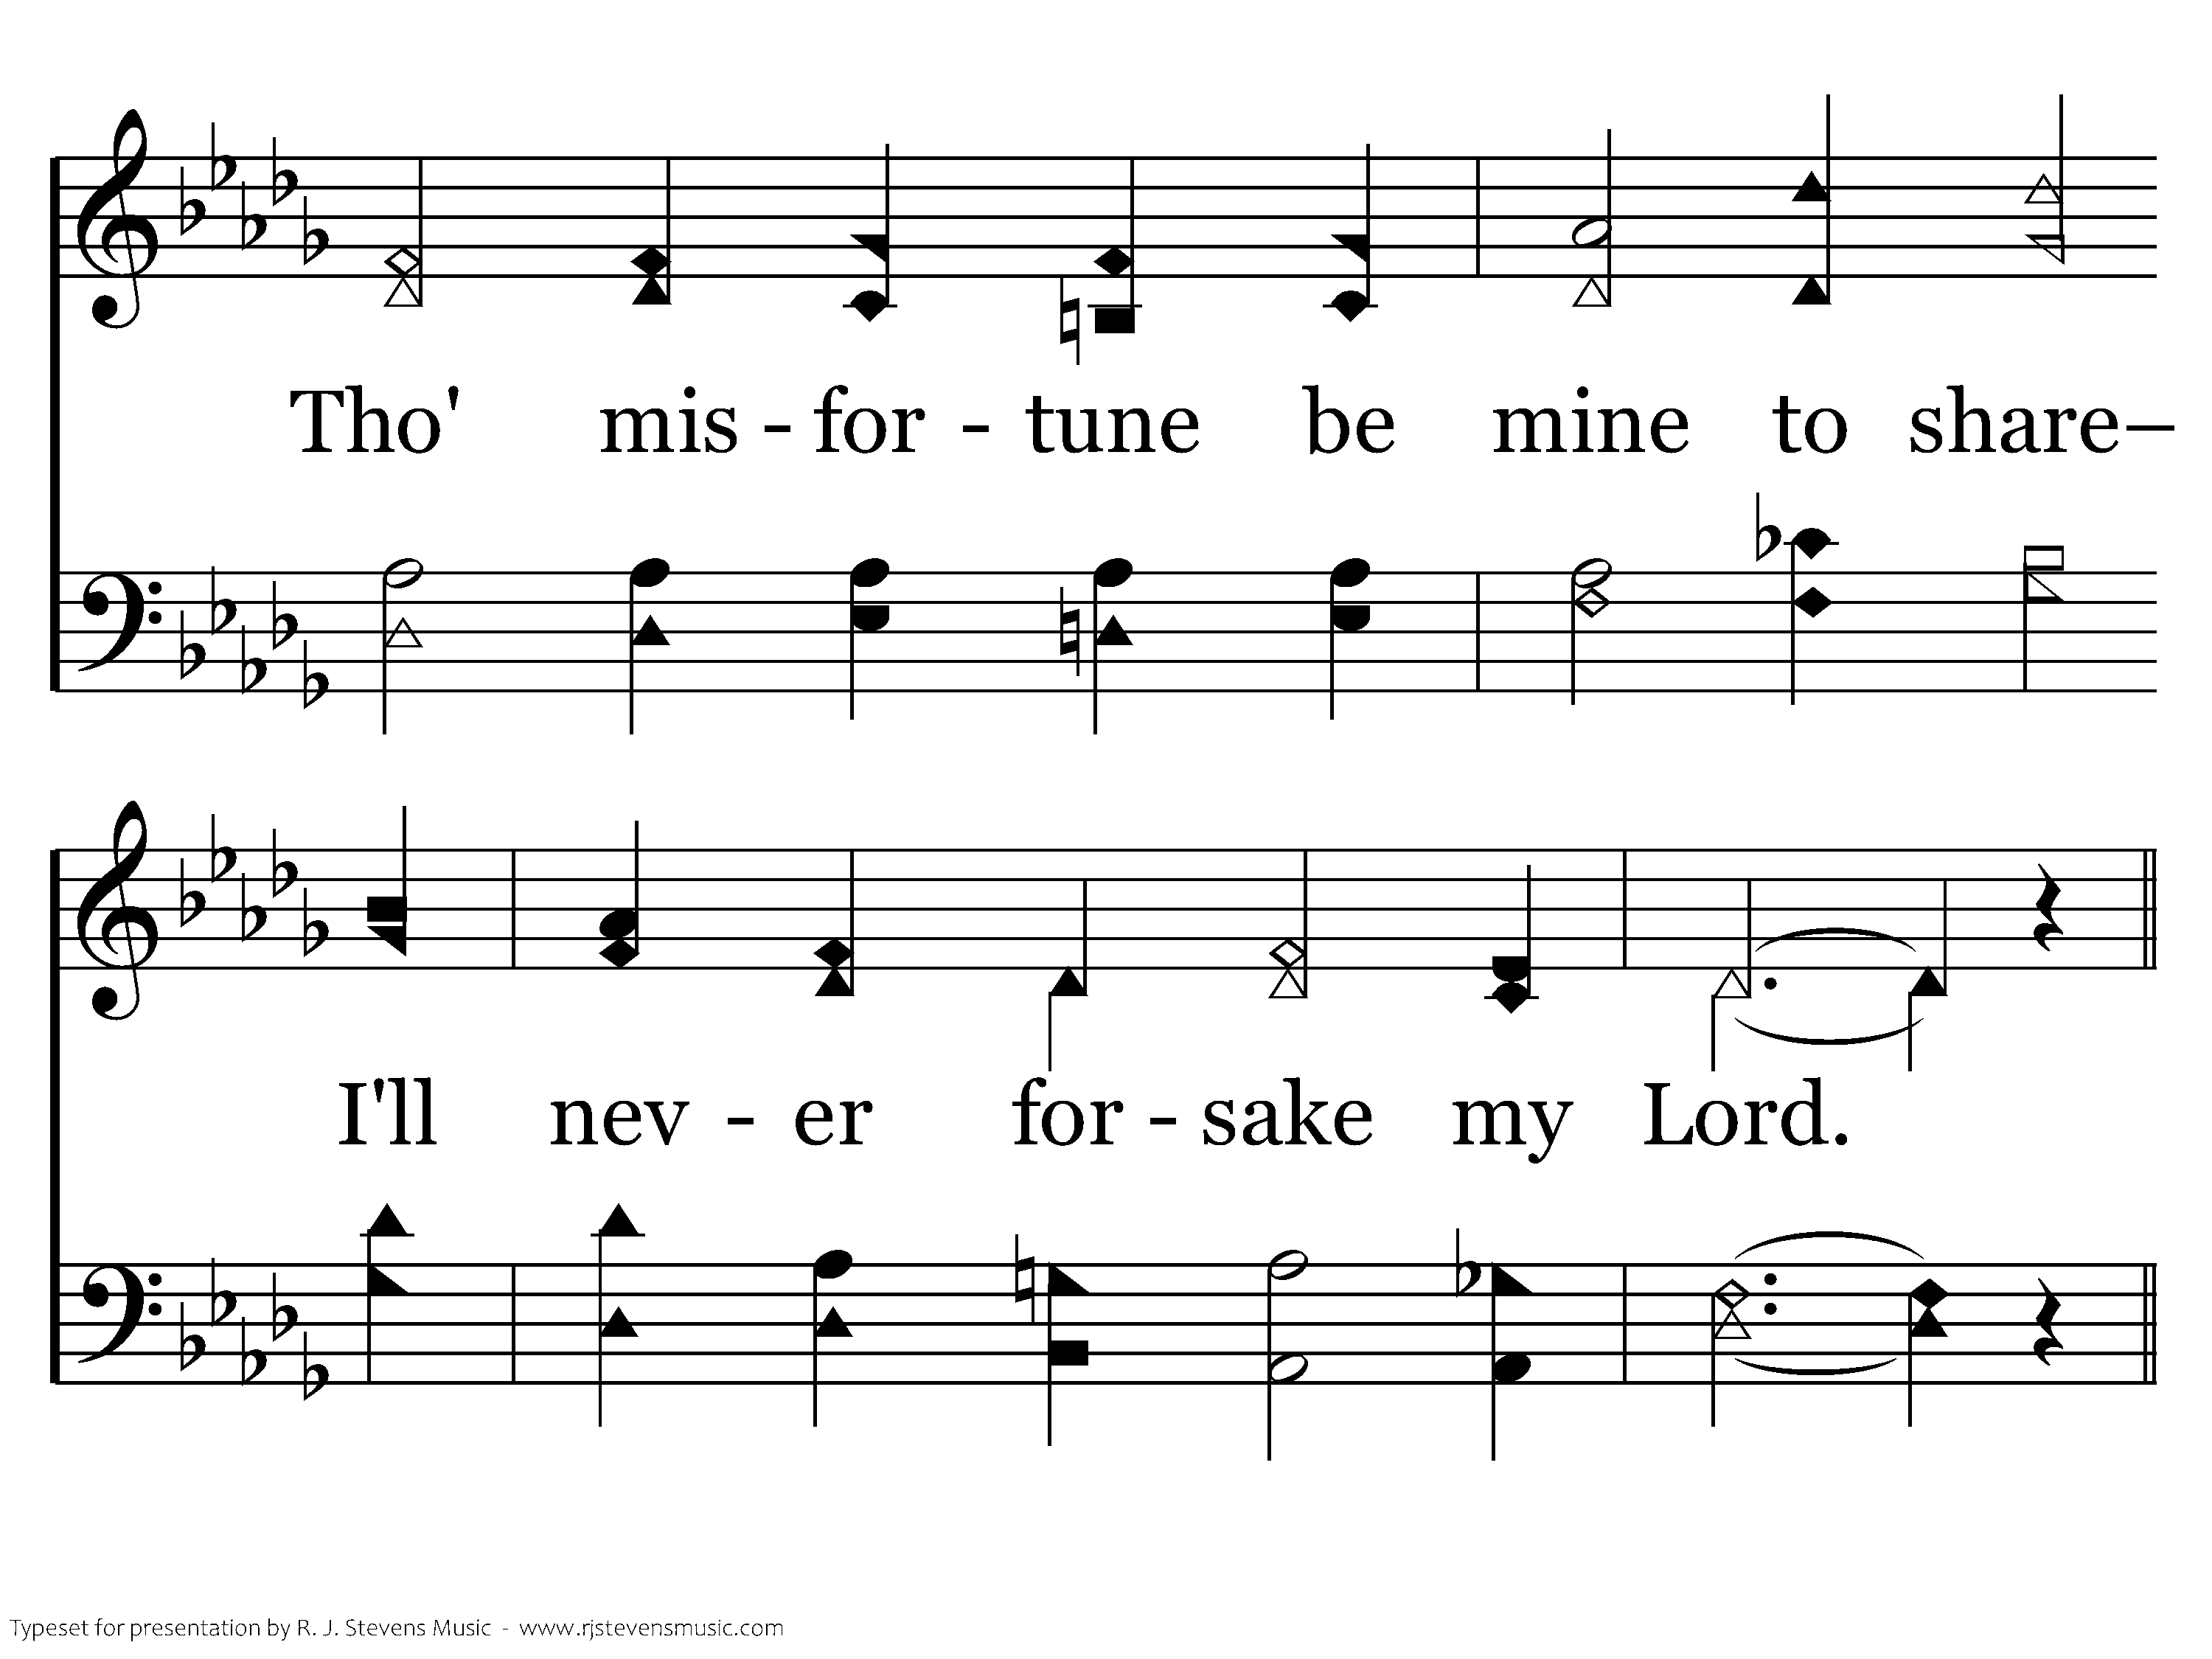 Tho' mis - for - tune be mine to share–
I'll nev - er for - sake my Lord.
Typeset for presentation by R. J. Stevens Music - www.rjstevensmusic.com